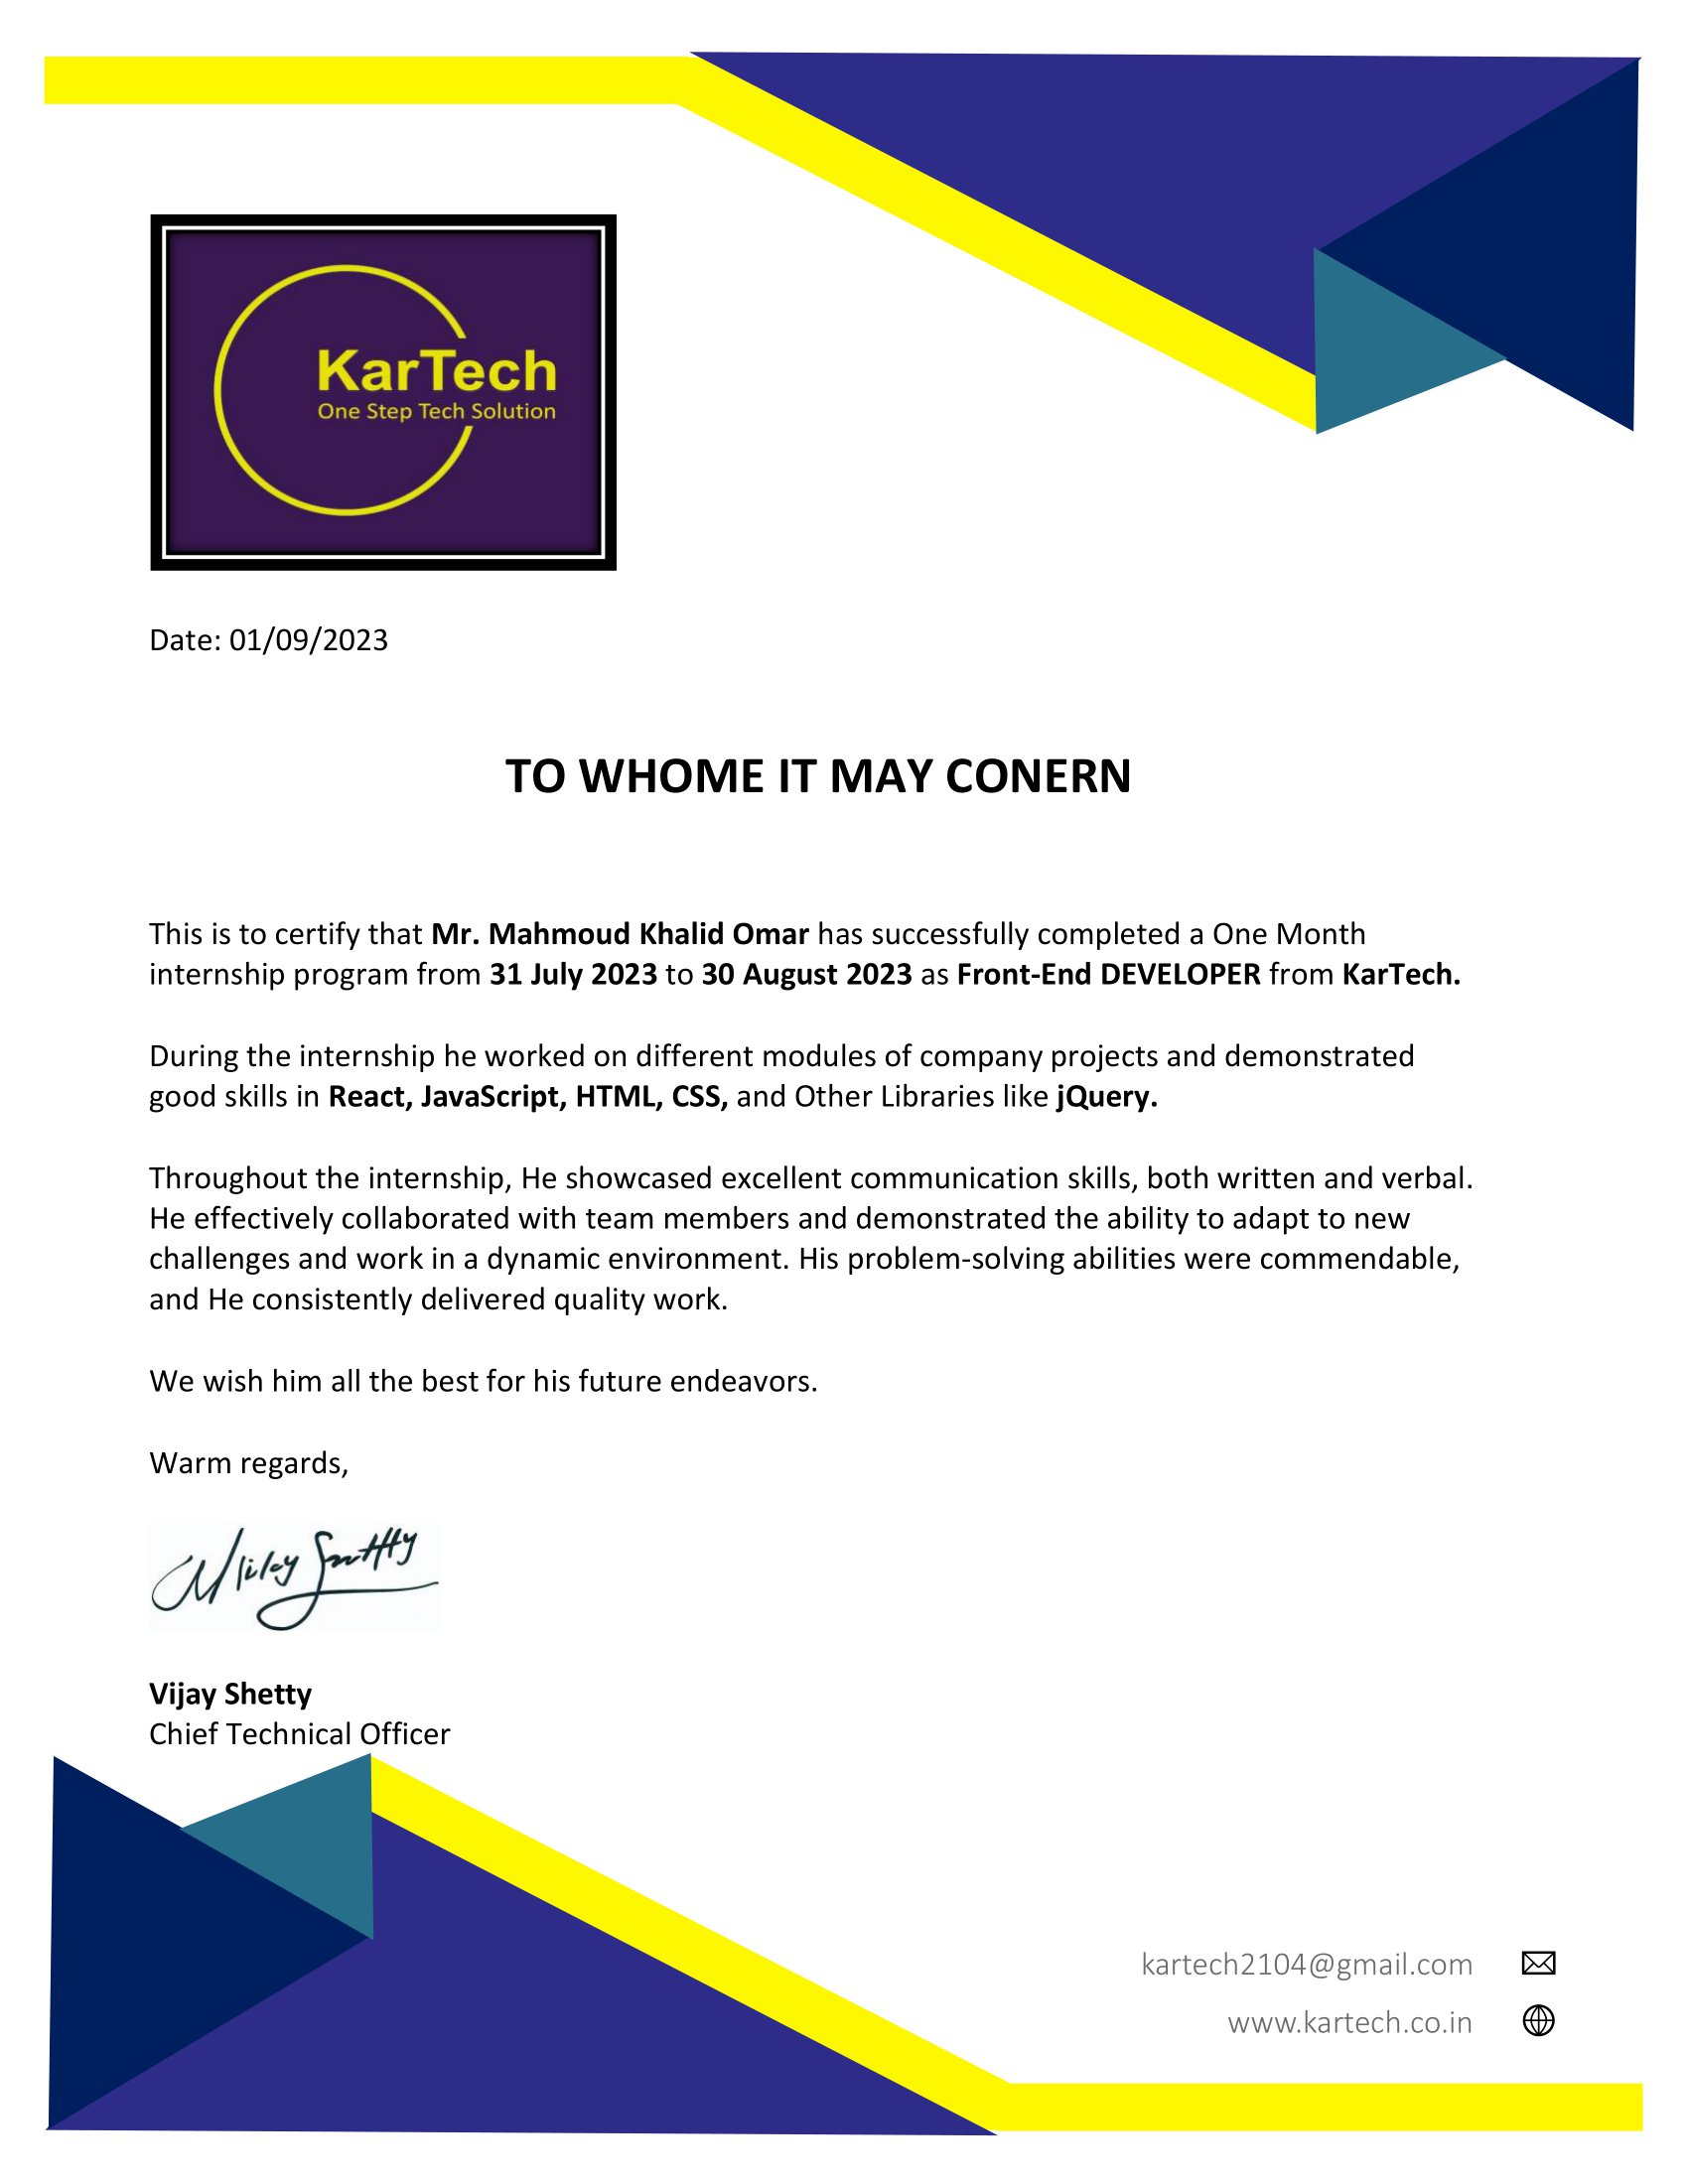 KarTech
One Step Tech Solution
Date: 01/09/2023
TO WHOME IT MAY CONERN
This is to certify that Mr. Mahmoud Khalid Omar has successfully completed a One Month
internship program from 31 July 2023 to 30 August 2023 as Front-End DEVELOPER from KarTech.
During the internship he worked on different modules of company projects and demonstrated
good skills in React, JavaScript, HTML, CSS, and Other Libraries like jQuery.
Throughout the internship, He showcased excellent communication skills, both written and verbal.
He effectively collaborated with team members and demonstrated the ability to adapt to new
challenges and work in a dynamic environment. His problem-solving abilities were commendable,
and He consistently delivered quality work.
We wish him all the best for his future endeavors.
Warm regards,
Vijay Shetty
Chief Technical Officer
kartech2104@gmail.com
www.kartech.co.in